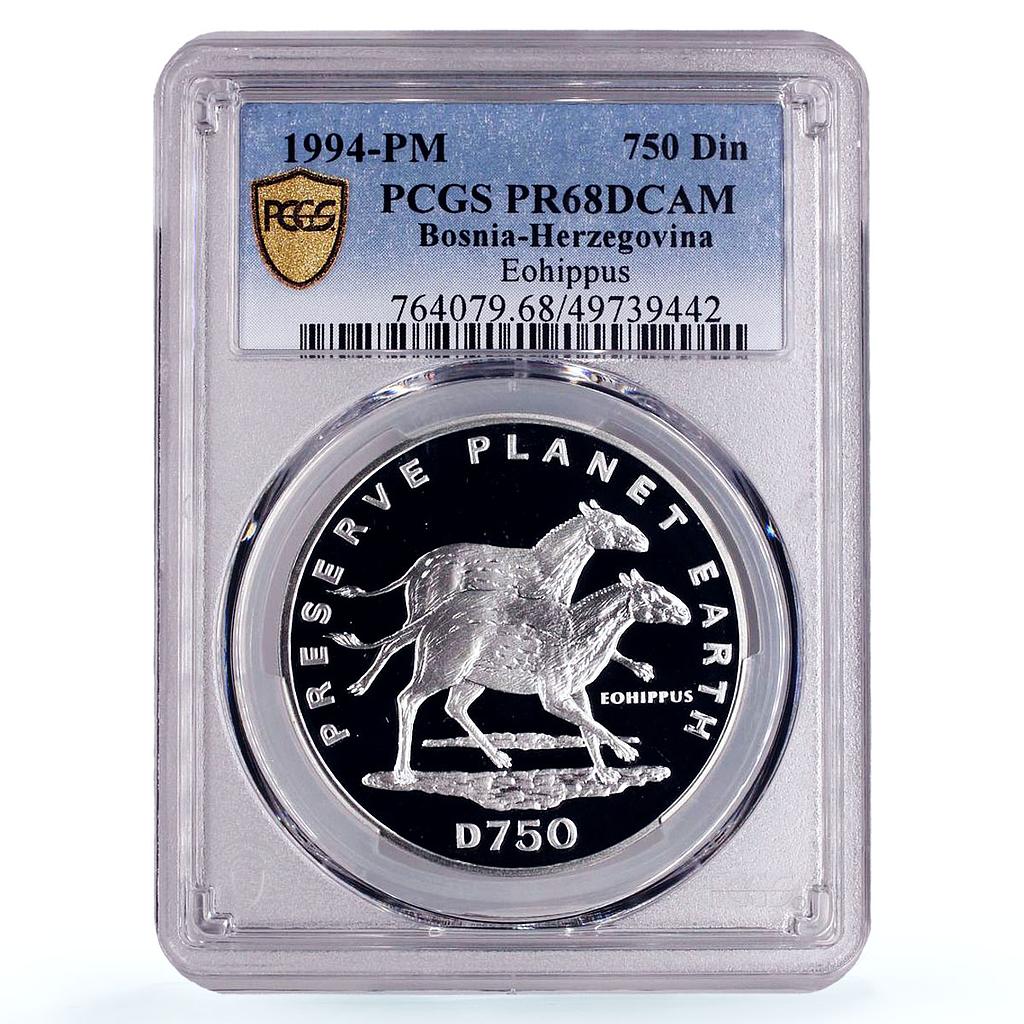 1994-PM 750 Din
PCGS PR68DCAM
PCGS
Bosnia-Herzegovina
Eohippus
764079.68/49739442
PRESERVE PLANET EARTH
EOHIPPUS
D750